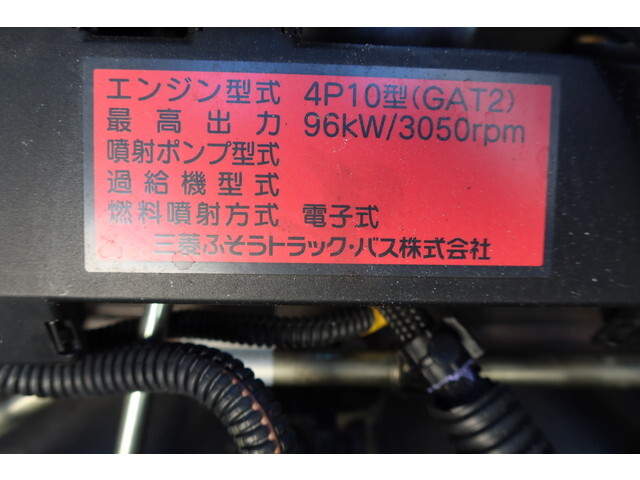 エンジン型式 4P10型(GAT2)
最高出力 96kW/3050rpm
噴射ポンプ型式
過給機型式
燃料噴射方式 電子式
三菱ふそうトラック・バス株式会社